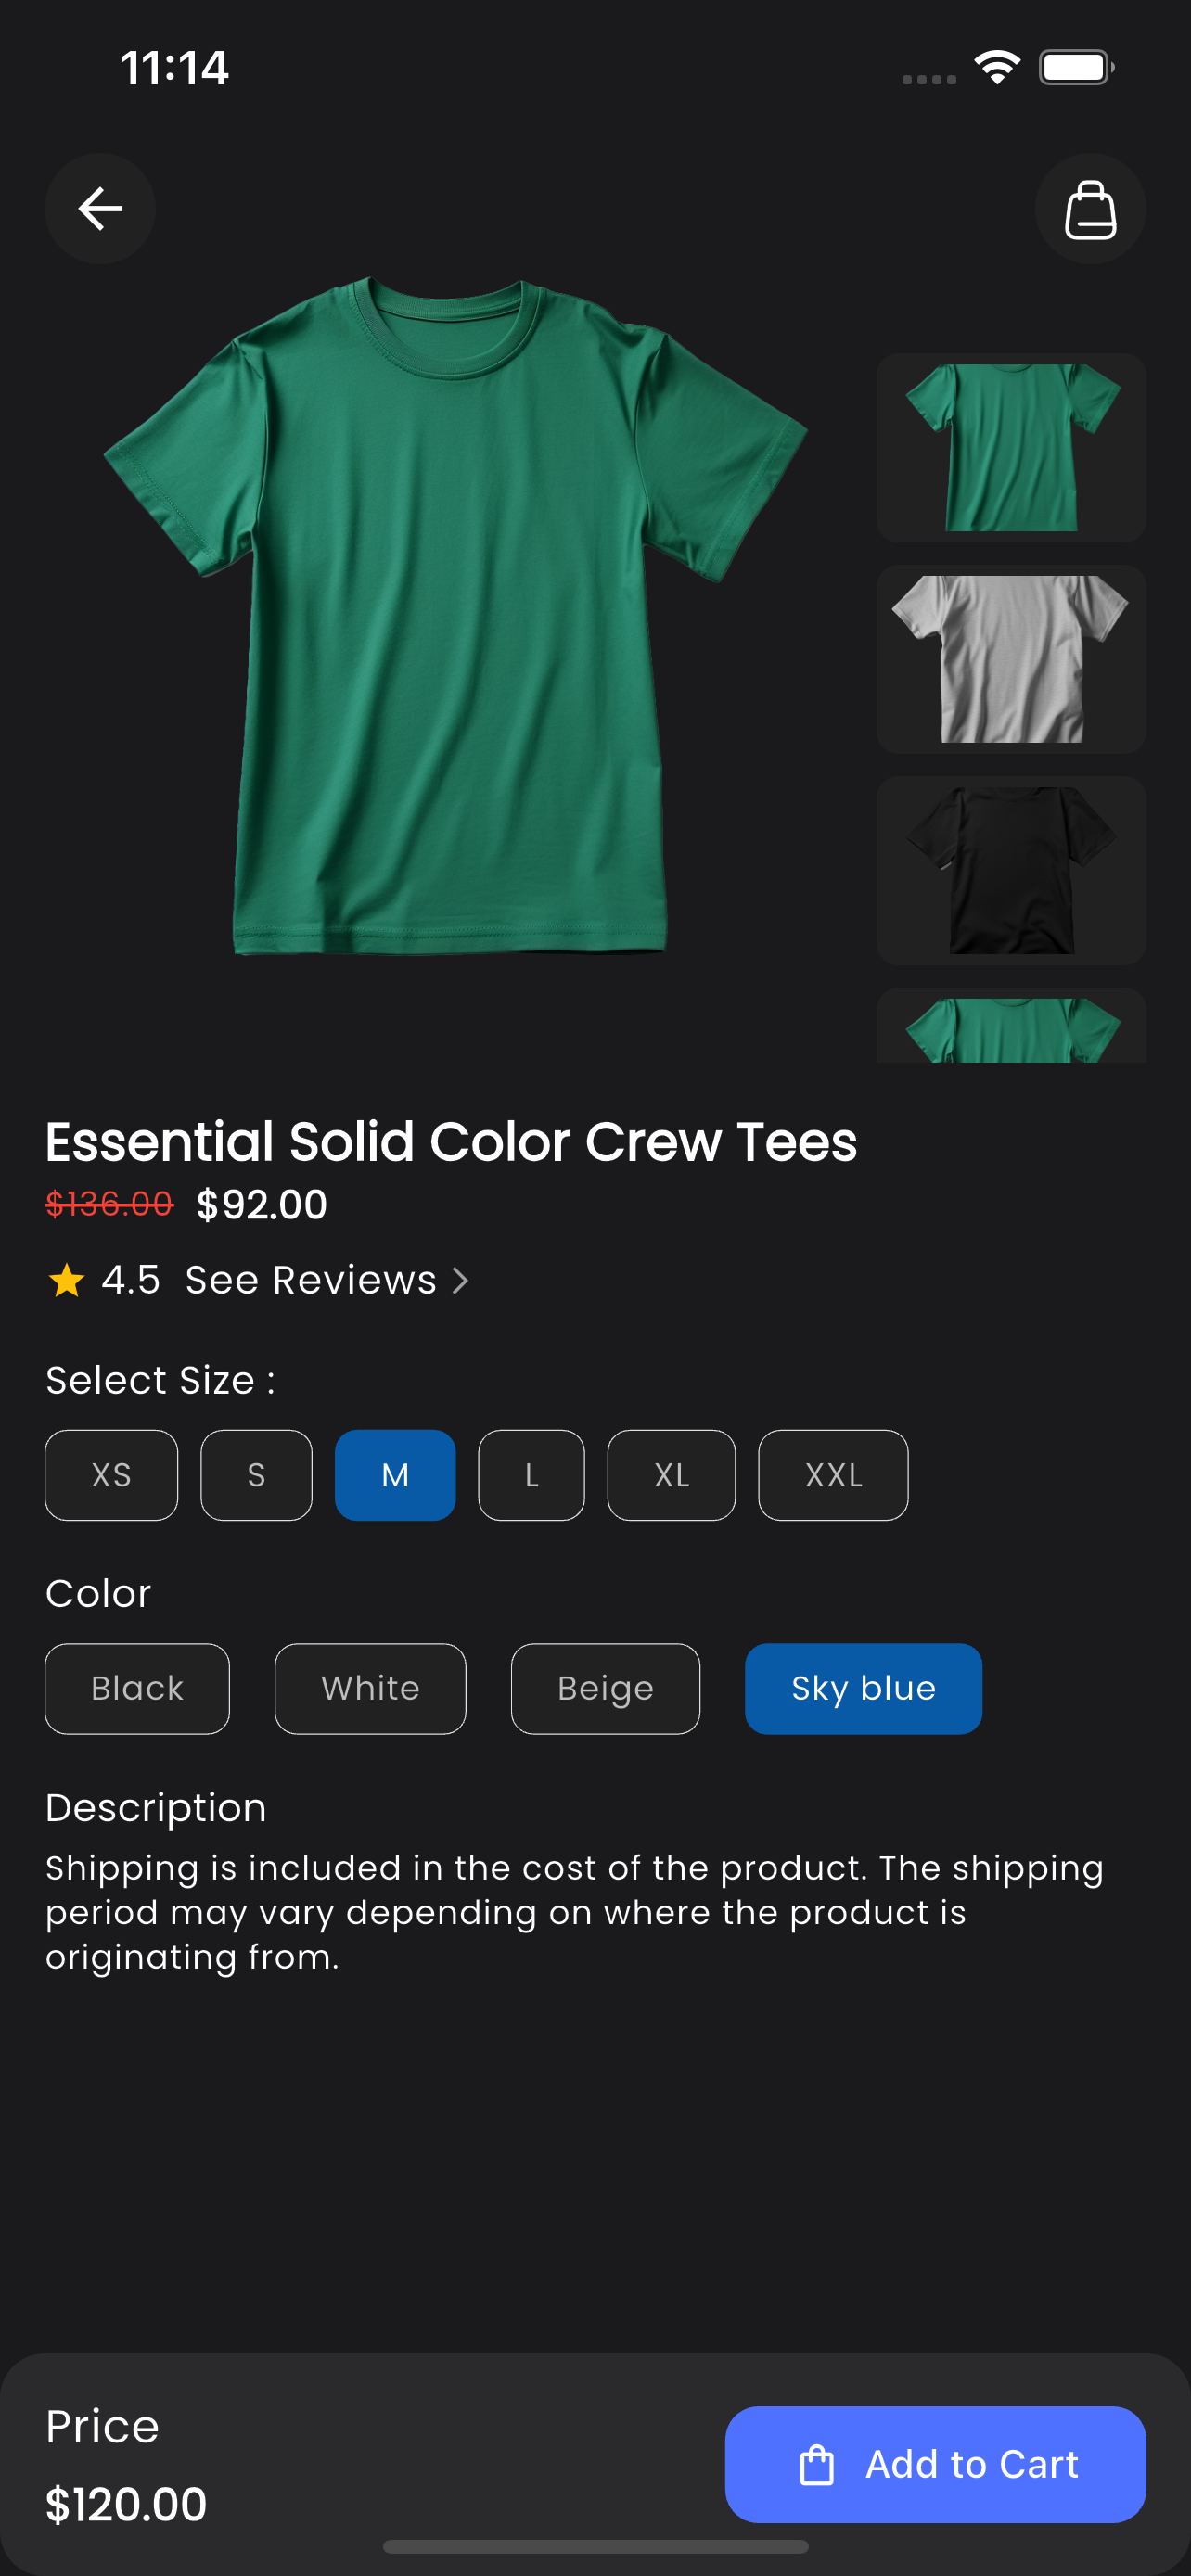 11:14
Essential Solid Color Crew Tees
$136.00 $92.00
4.5 See Reviews >
Select Size :
XS S M L XL XXL
Color
Black White Beige Sky blue
Description
Shipping is included in the cost of the product. The shipping
period may vary depending on where the product is
originating from.
Price
$120.00
Add to Cart